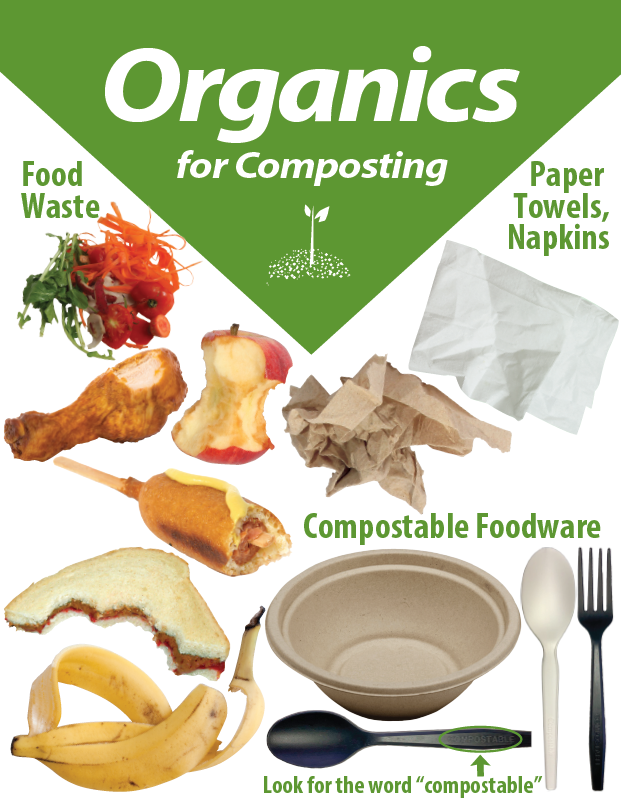 Organics
for Composting
Food
Waste
Paper
Towels,
Napkins
Compostable Foodware
COMPOSTABLE
Look for the word “compostable”